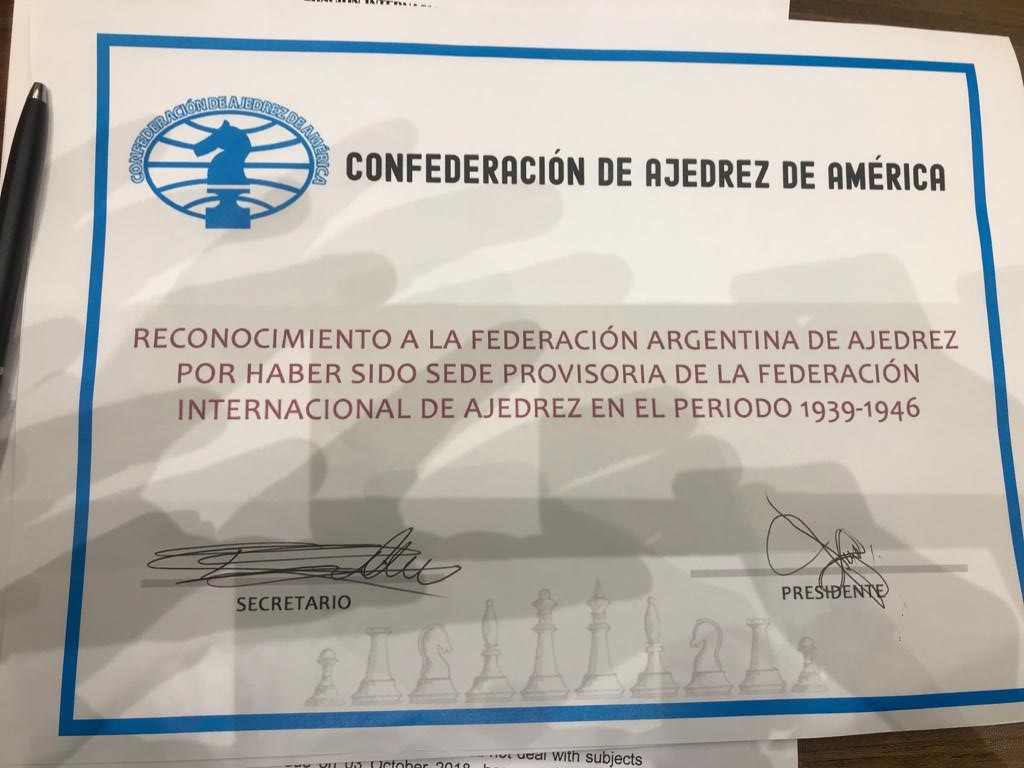 CONFEDERACIÓN DE AJEDREZ DE AMÉRICA
CONFEDERACIÓN DE AJEDREZ DE AMÉRICA
RECONOCIMIENTO A LA FEDERACIÓN ARGENTINA DE AJEDREZ
POR HABER SIDO SEDE PROVISORIA DE LA FEDERACIÓN
INTERNACIONAL DE AJEDREZ EN EL PERIODO 1939-1946
SECRETARIO
PRESIDENTE
on 03 October 2018, not deal with subjects